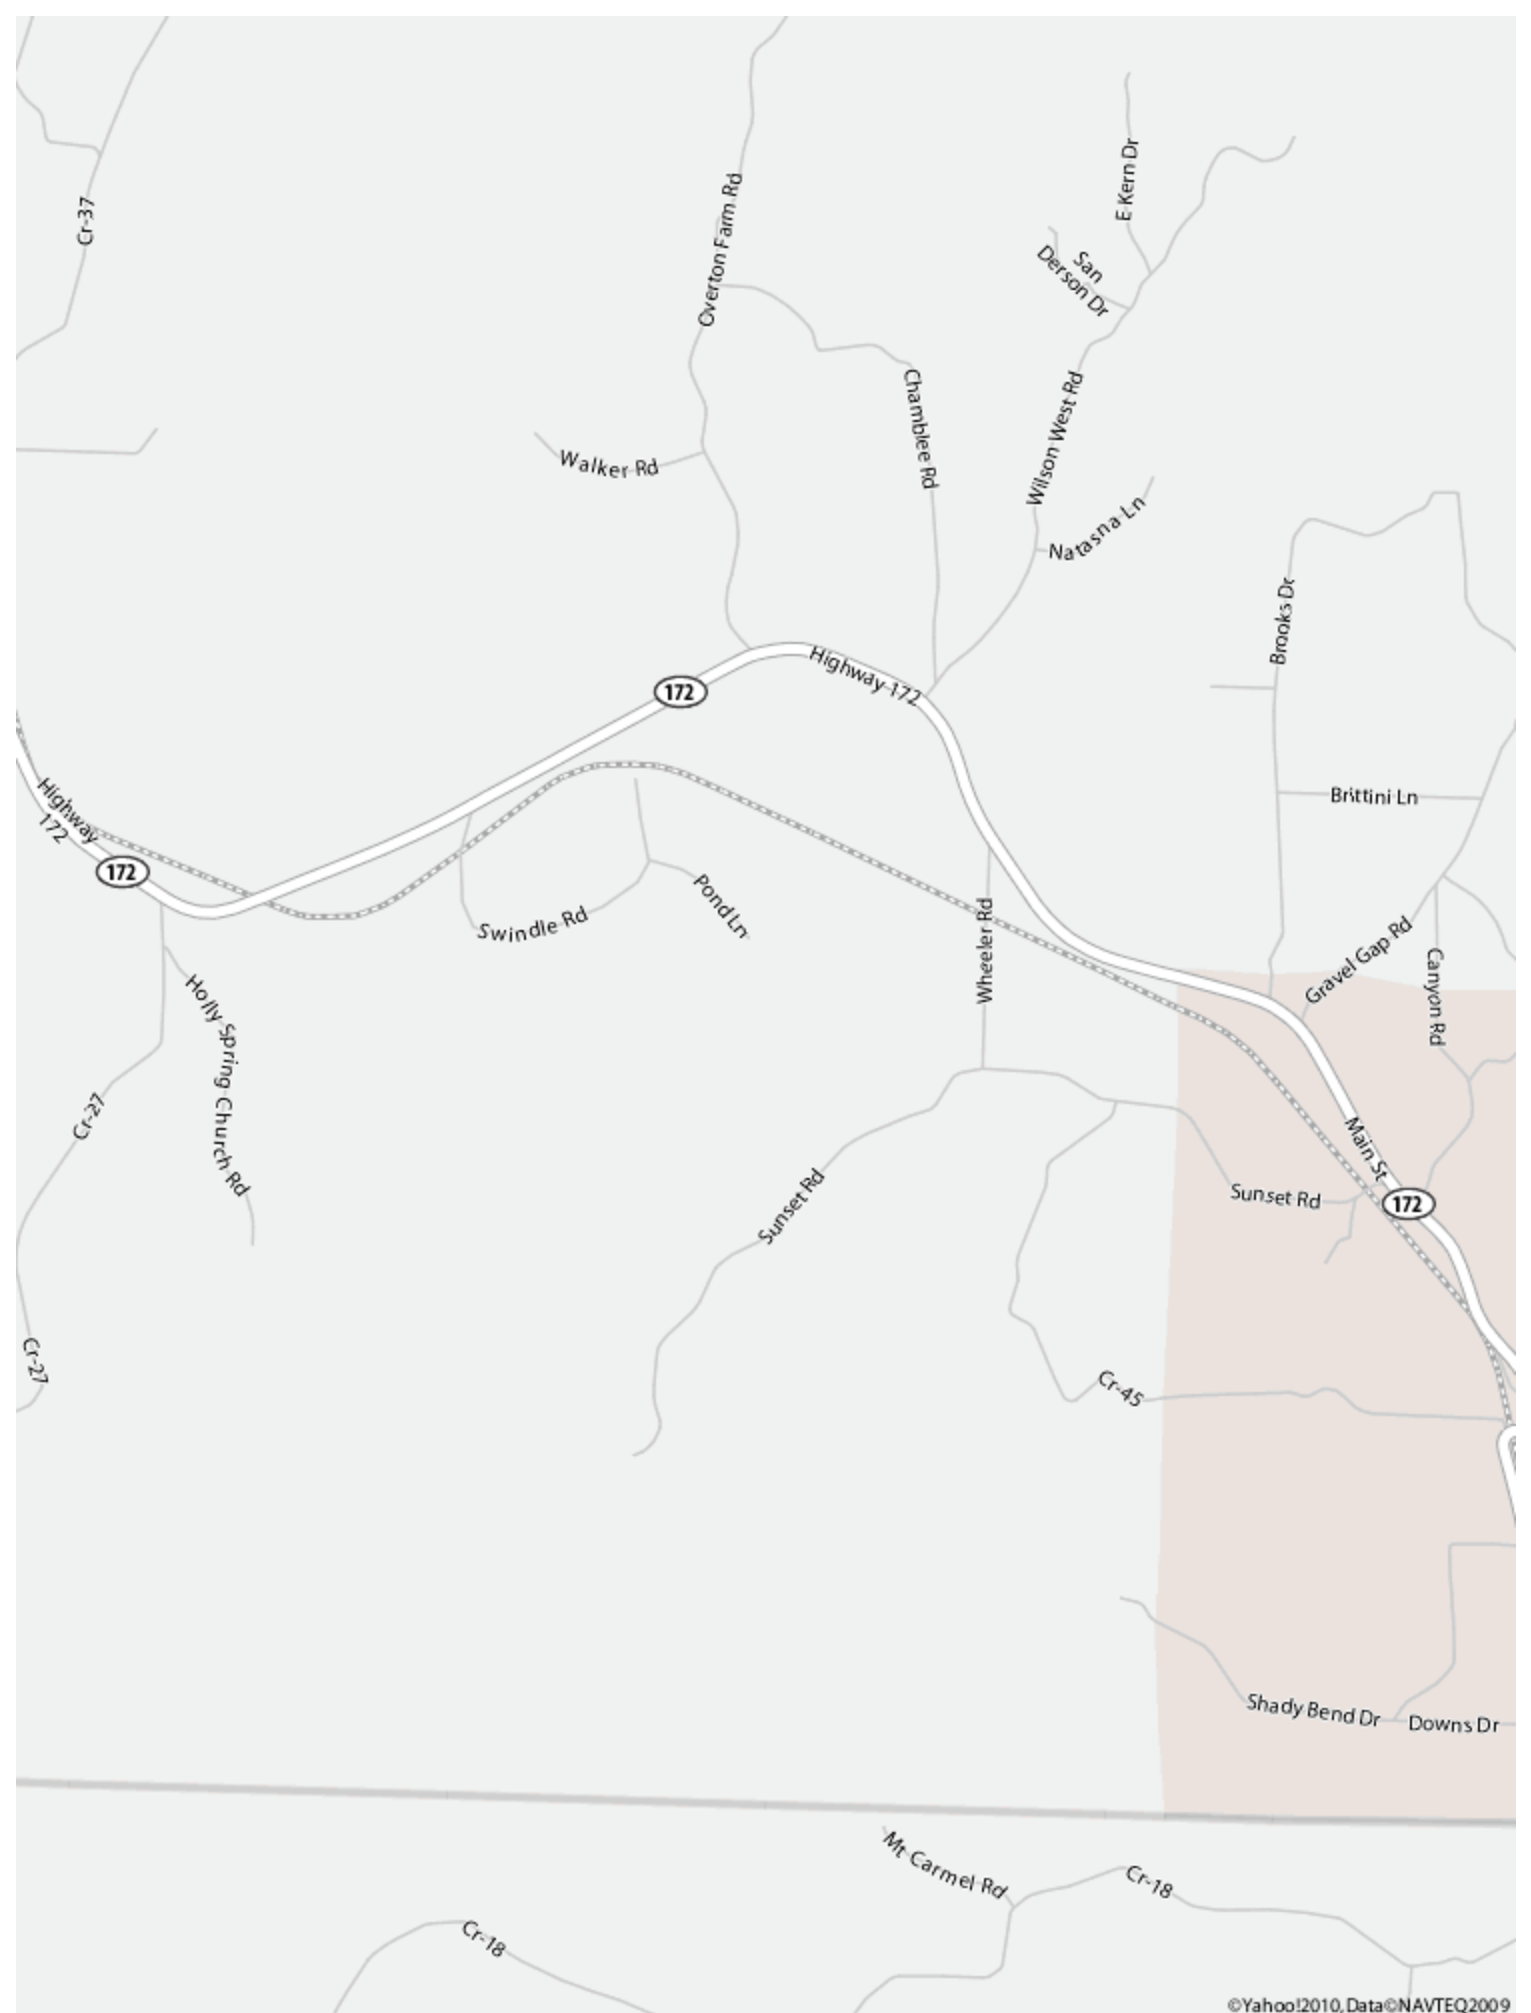 E Kern Dr
Cr-37
Overton Farm Rd
San
Derson Dr
Chamblee Rd
Wilson West Rd
Walker Rd
Natasna Ln
Brooks Dr
Highway 172
172
Highway
172
Brittini Ln
172
Pond Ln
Swindle Rd
Wheeler Rd
Gravel Gap Rd
Canyon Rd
Holly Spring Church Rd
Cr-27
Main St
Sunset Rd
Sunset Rd
172
Cr-27
Cr-45
Shady Bend Dr
Downs Dr
Mt Carmel Rd
Cr-18
Cr-18
©Yahoo!2010, Data©NAVTEQ2009